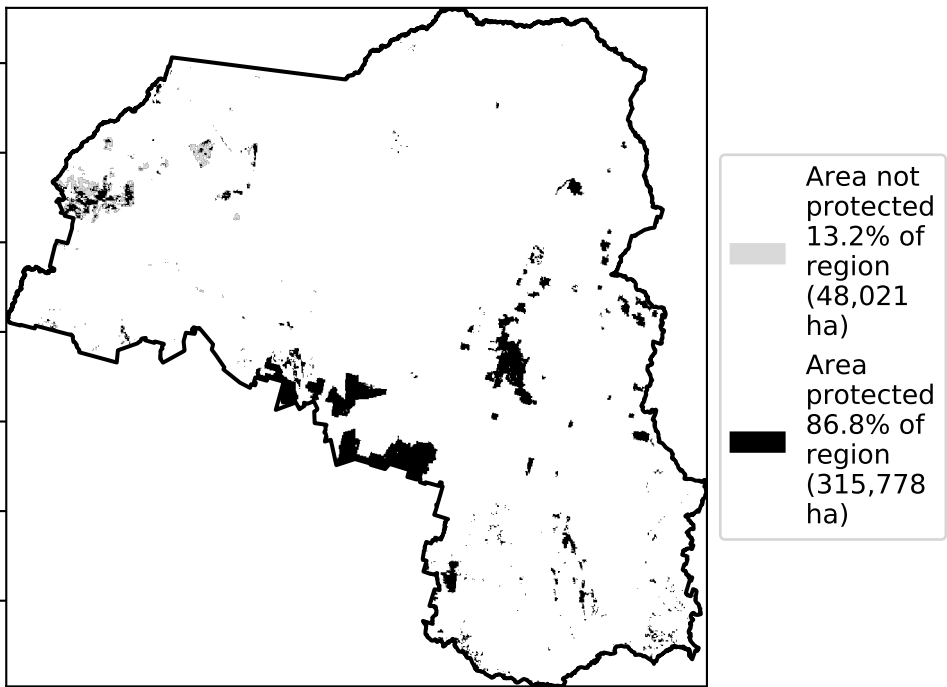 Area not
protected
13.2% of
region
(48,021
ha)
Area
protected
86.8% of
region
(315,778
ha)